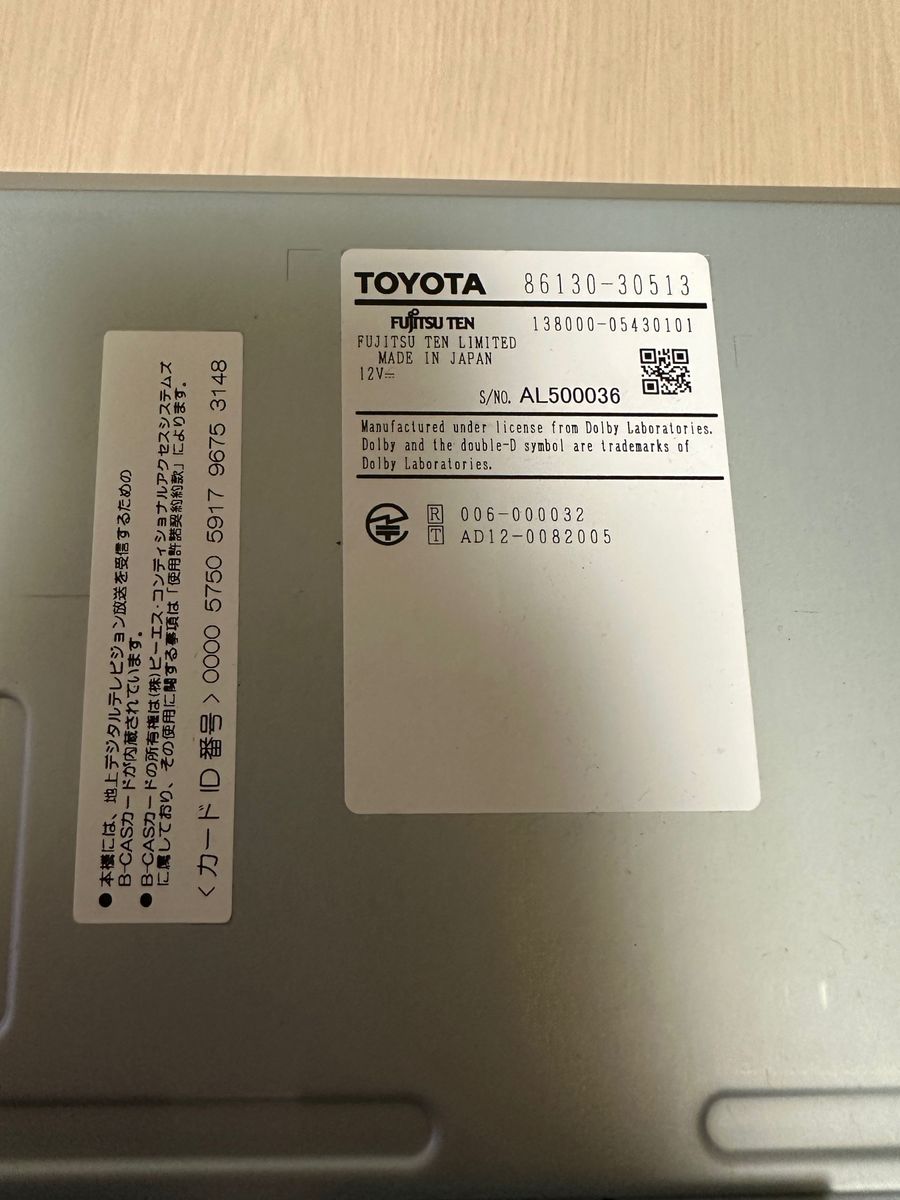 TOYOTA 86130-30513
FUJITSU TEN 138000-05430101
FUJITSU TEN LIMITED
MADE IN JAPAN
12V⎓
S/NO. AL500036
Manufactured under license from Dolby Laboratories.
Dolby and the double-D symbol are trademarks of
Dolby Laboratories.
R 006-000032
T AD12-0082005
●本機には、地上デジタルテレビジョン放送を受信するための
B-CASカードが内蔵されています。
●B-CASカードの所有権は(株)ビーエス・コンディショナルアクセスシステムズ
に属しており、その使用に関する事項は「使用許諾契約約款」によります。
<カードID番号> 0000 5750 5917 9675 3148